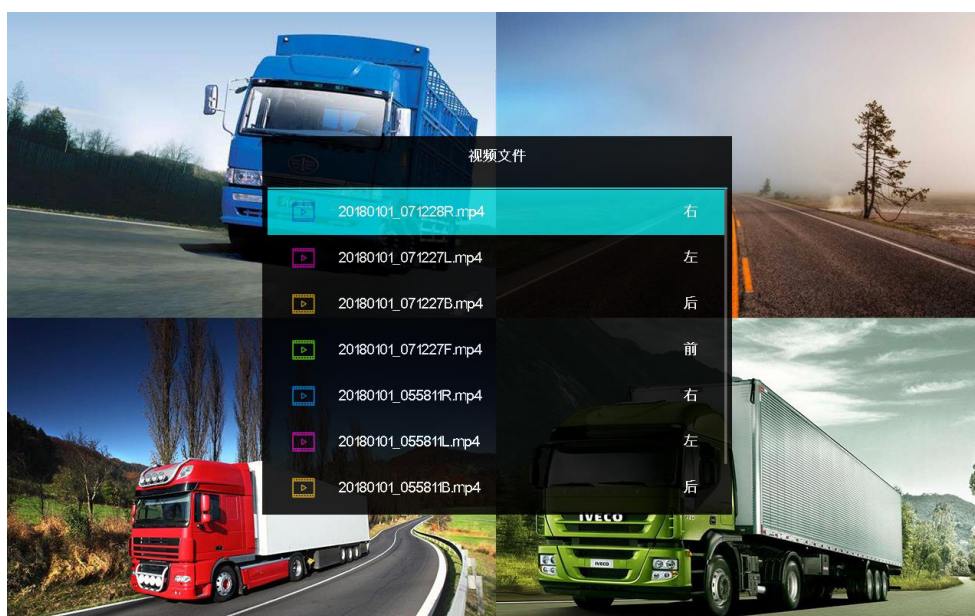 视频文件
20180101_071228R.mp4 右
20180101_071227L.mp4 左
20180101_071227B.mp4 后
20180101_071227F.mp4 前
20180101_055811R.mp4 右
20180101_055811L.mp4 左
20180101_055811B.mp4 后
IVECO
IVECO